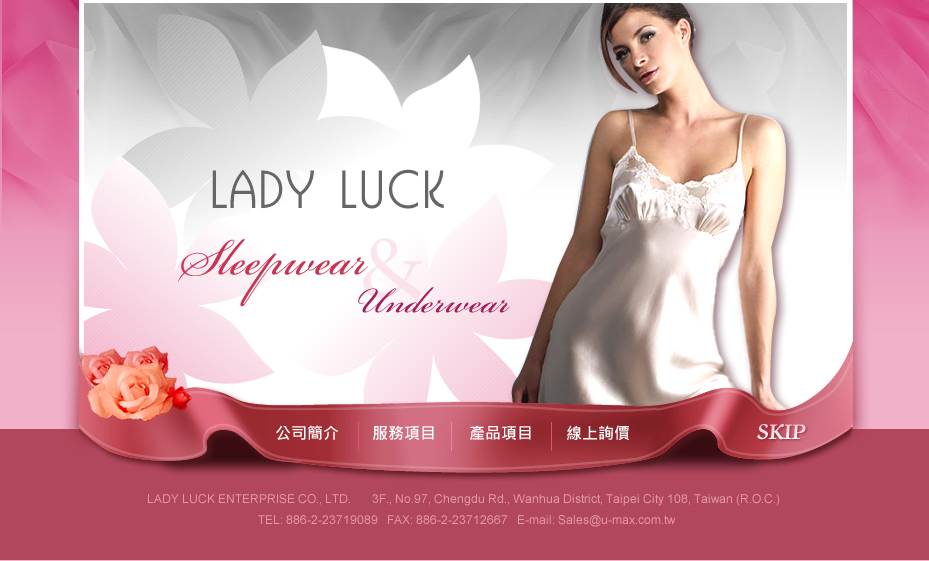 LADY LUCK
Sleepwear
&
Underwear
公司簡介 服務項目 產品項目 線上詢價 SKIP
LADY LUCK ENTERPRISE CO., LTD. 3F., No.97, Chengdu Rd., Wanhua District, Taipei City 108, Taiwan (R.O.C.)
TEL: 886-2-23719089 FAX: 886-2-23712667 E-mail: Sales@u-max.com.tw